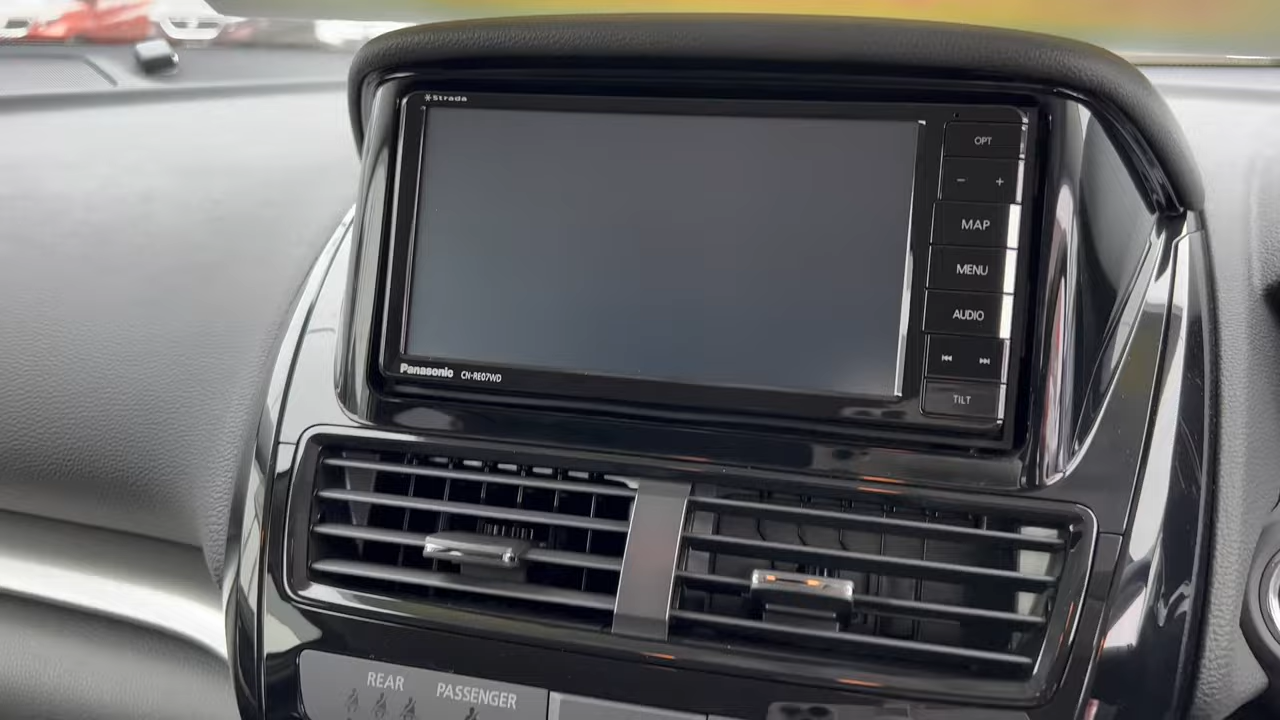 Strada
OPT
− +
MAP
MENU
AUDIO
TILT
Panasonic CN-RE07WD
REAR PASSENGER